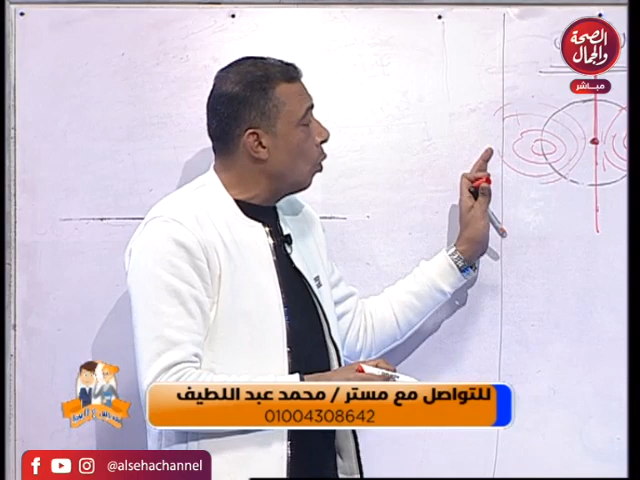 الصحة
والجمال
مباشر
للتواصل مع مستر / محمد عبد اللطيف
01004308642
@alsehachannel